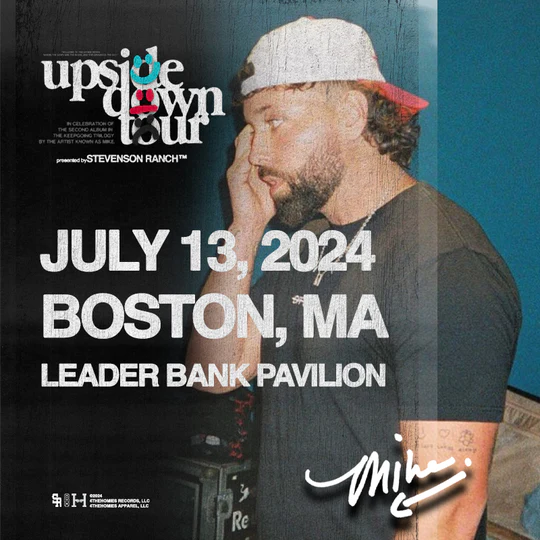 upside
down
tour
IN CELEBRATION OF
THE SECOND ALBUM IN
THE KEEPGOING TRILOGY
BY THE ARTIST KNOWN AS MIKE.
presented by STEVENSON RANCH™
JULY 13, 2024
BOSTON, MA
LEADER BANK PAVILION
mike.
©2024
4THEHOMIES RECORDS, LLC
4THEHOMIES APPAREL, LLC
Re